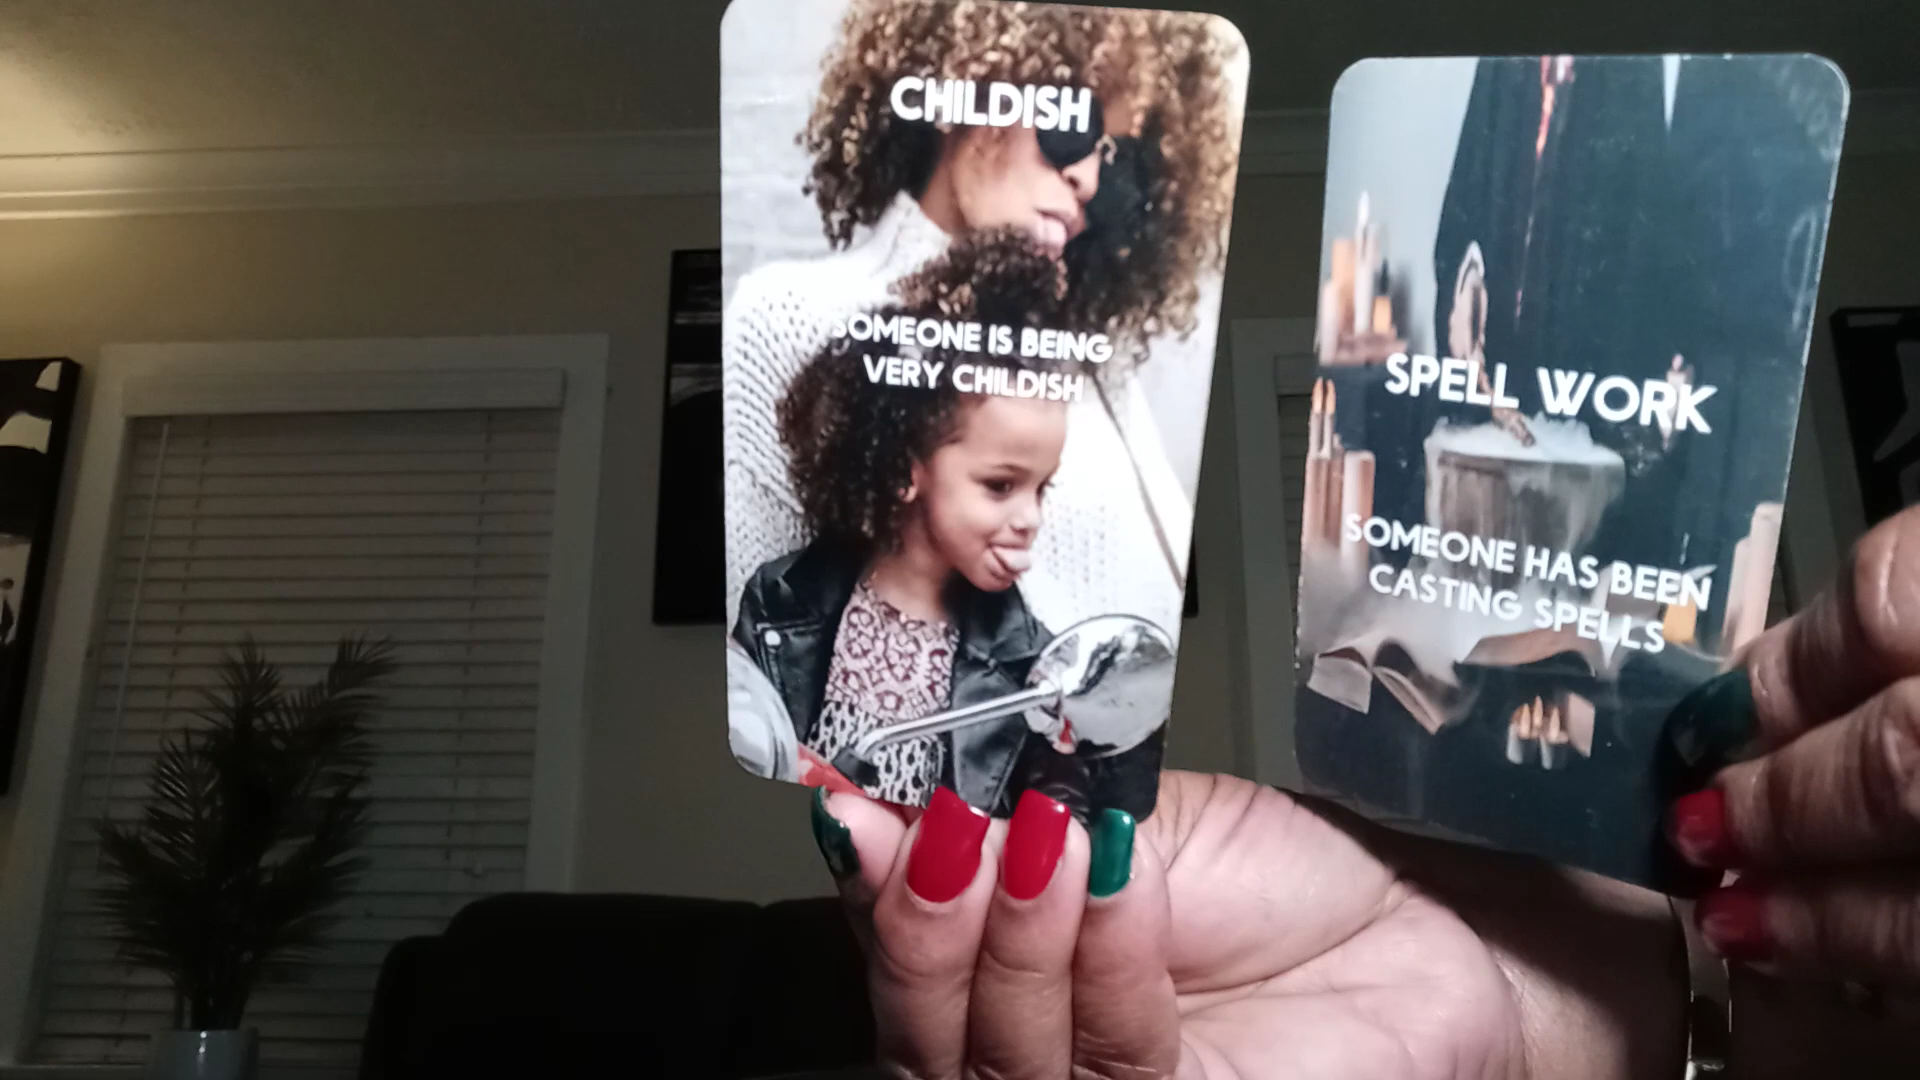 CHILDISH
SOMEONE IS BEING
VERY CHILDISH
SPELL WORK
SOMEONE HAS BEEN
CASTING SPELLS